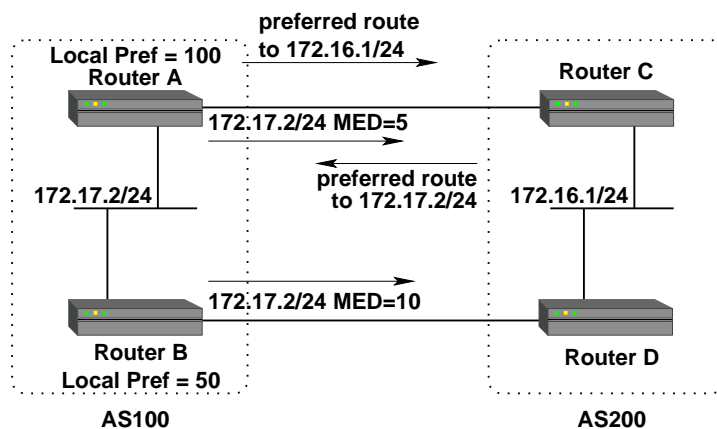 preferred route
to 172.16.1/24
Local Pref = 100
Router A
Router C
172.17.2/24 MED=5
preferred route
to 172.17.2/24
172.17.2/24
172.16.1/24
172.17.2/24 MED=10
Router B
Local Pref = 50
Router D
AS100
AS200